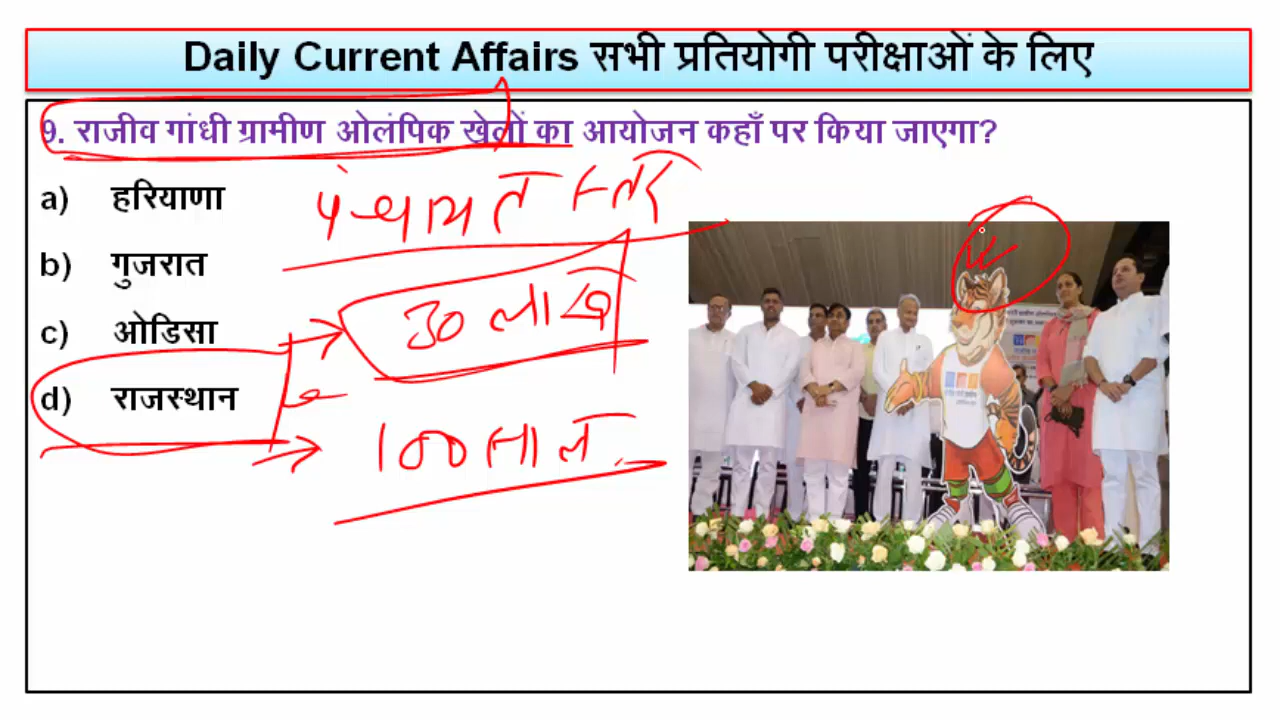 Daily Current Affairs सभी प्रतियोगी परीक्षाओं के लिए
9. राजीव गांधी ग्रामीण ओलंपिक खेलों का आयोजन कहाँ पर किया जाएगा?
a) हरियाणा
b) गुजरात
c) ओडिसा
d) राजस्थान
पंचायत स्तर
30 लाख
100 साल